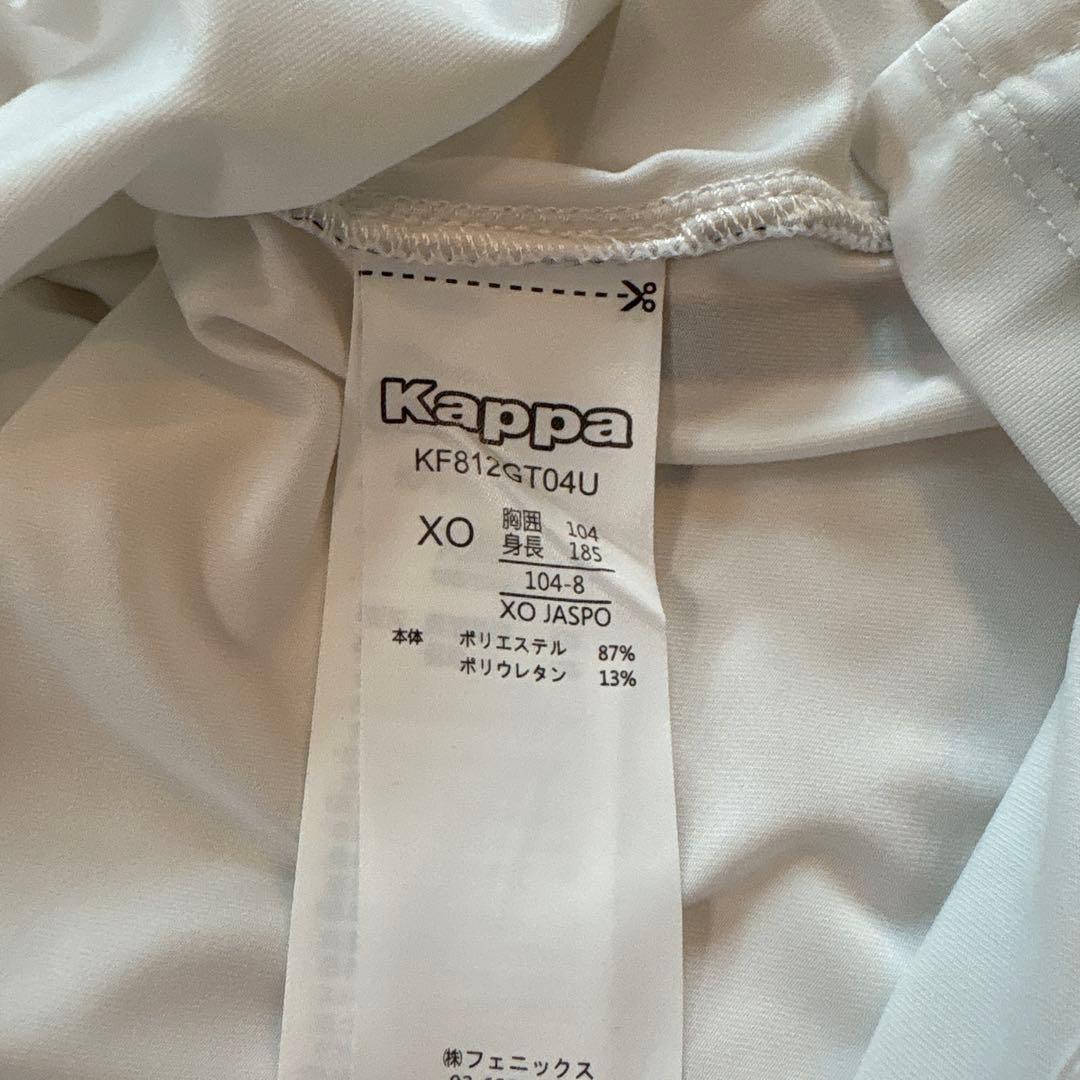 Kappa
KF812GT04U
XO
胸囲 104
身長 185
104-8
XO JASPO
本体 ポリエステル 87%
ポリウレタン 13%
㈱フェニックス